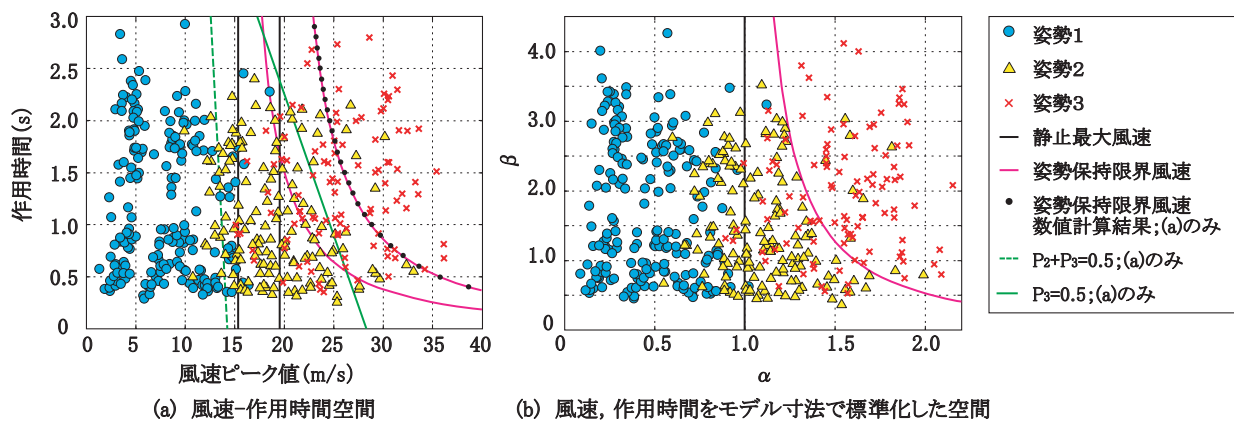 3.0
2.5
2.0
1.5
1.0
0.5
0
作用時間(s)
0 5 10 15 20 25 30 35 40
風速ピーク値(m/s)
(a) 風速-作用時間空間
4.0
3.0
2.0
1.0
0.0
β
0 0.5 1.0 1.5 2.0
α
(b) 風速, 作用時間をモデル寸法で標準化した空間
姿勢1
姿勢2
姿勢3
静止最大風速
姿勢保持限界風速
姿勢保持限界風速
数値計算結果;(a)のみ
P2+P3=0.5;(a)のみ
P3=0.5;(a)のみ